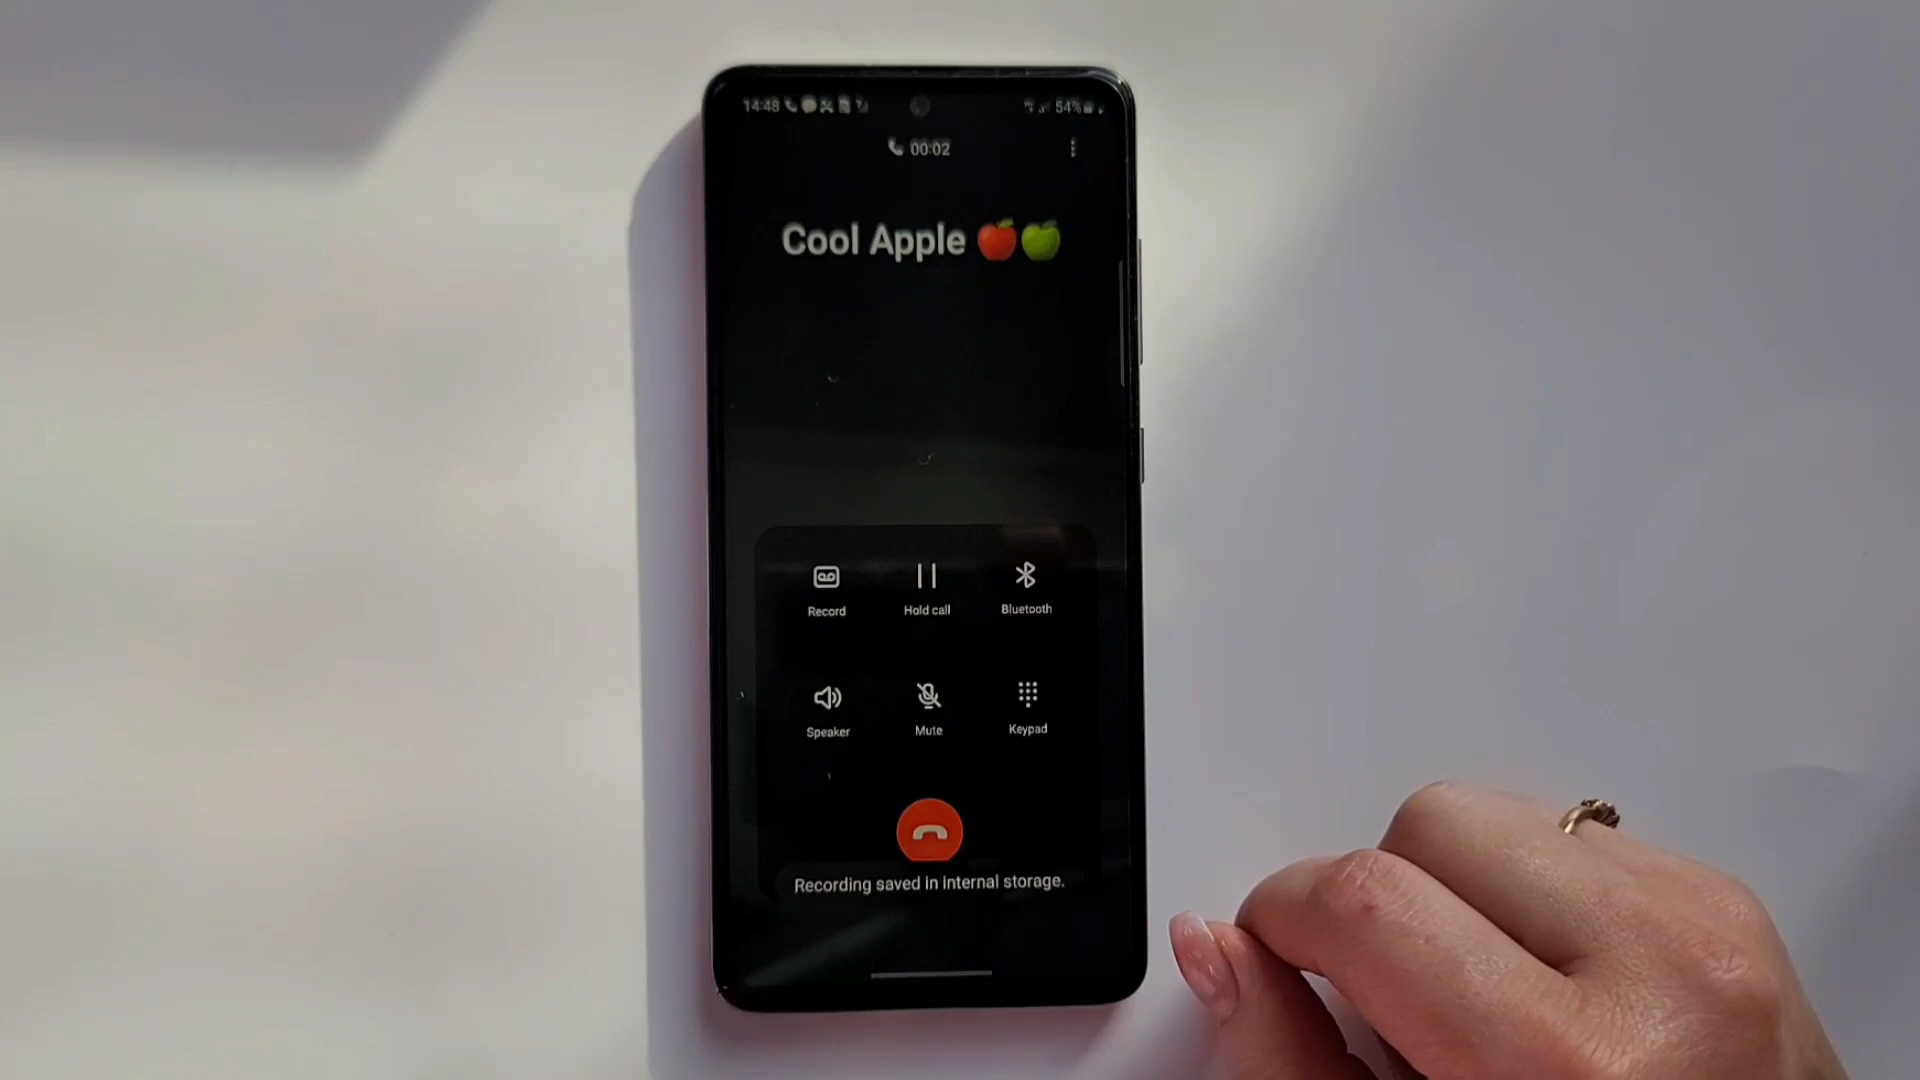 14:48 54%
00:02
Cool Apple 🍎🍏
Record Hold call Bluetooth
Speaker Mute Keypad
Recording saved in internal storage.